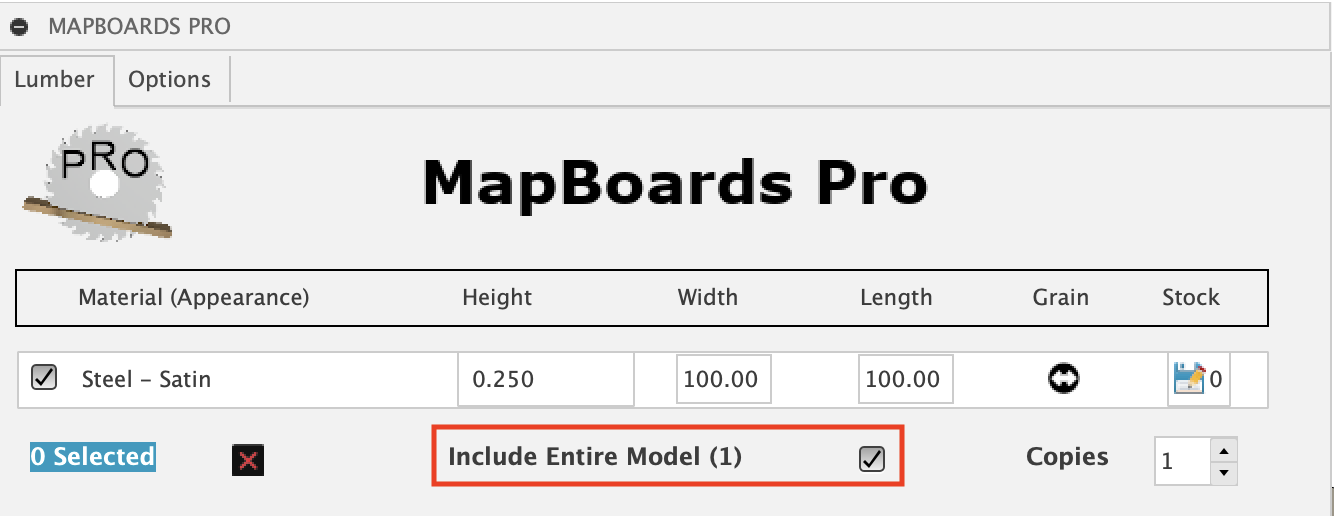 MAPBOARDS PRO
Lumber Options
PRO
MapBoards Pro
Material (Appearance) Height Width Length Grain Stock
Steel – Satin 0.250 100.00 100.00 0
0 Selected Include Entire Model (1) Copies 1